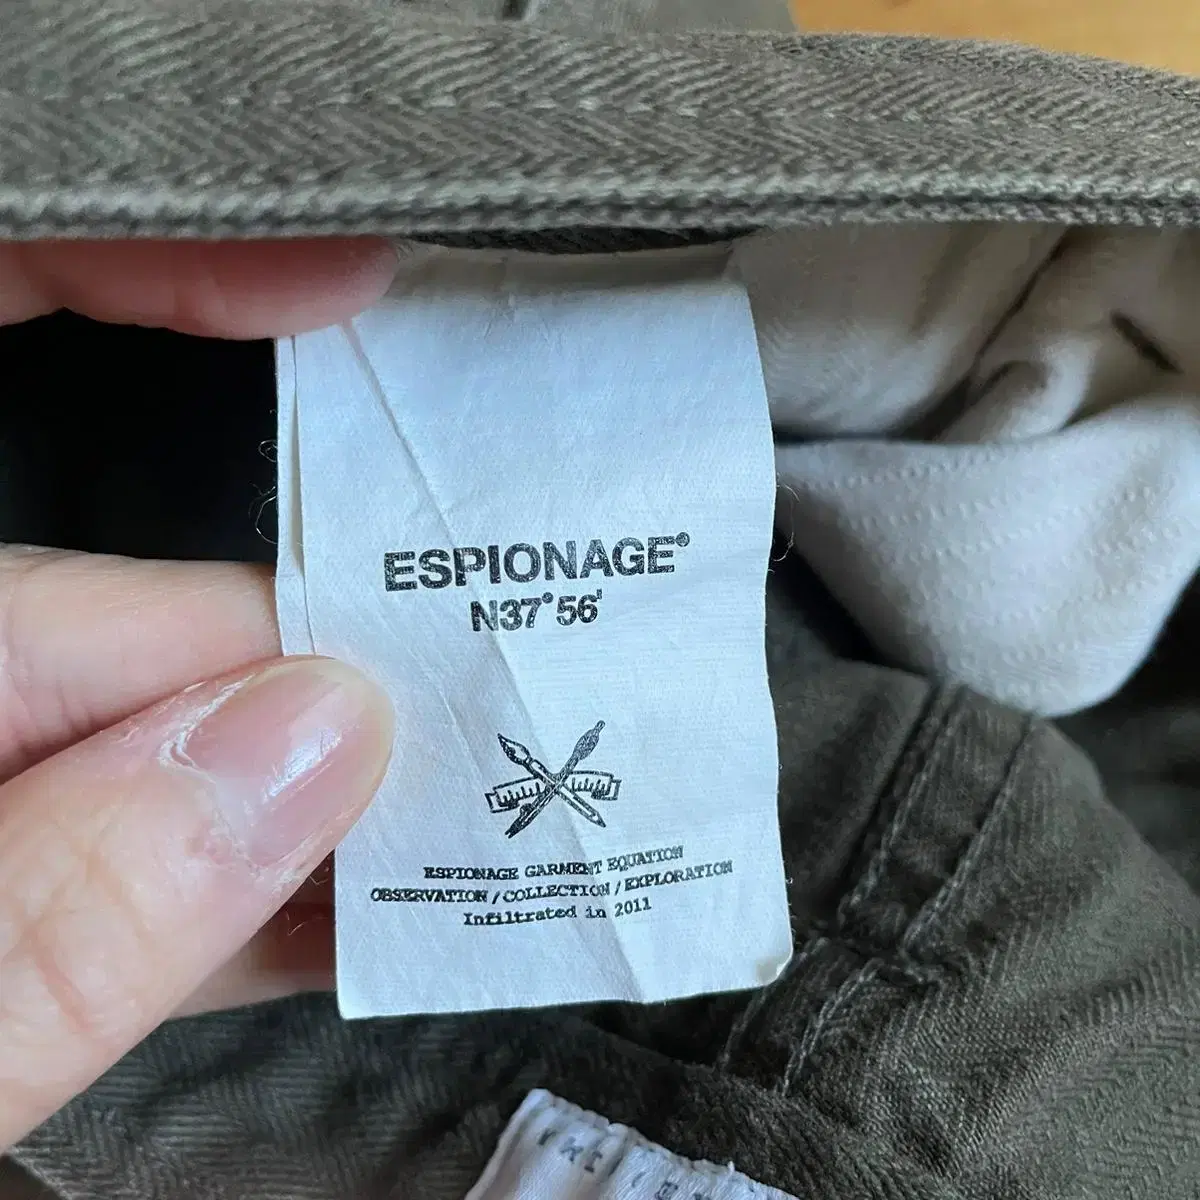 ESPIONAGE®
N37°56'
ESPIONAGE GARMENT EQUATION
OBSERVATION / COLLECTION / EXPLORATION
Infiltrated in 2011